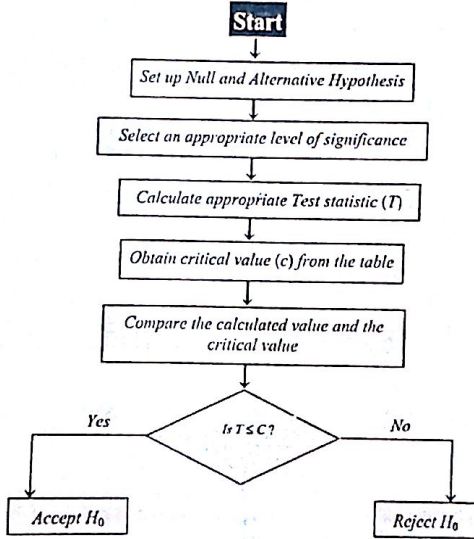 Start
Set up Null and Alternative Hypothesis
Select an appropriate level of significance
Calculate appropriate Test statistic (T)
Obtain critical value (c) from the table
Compare the calculated value and the
critical value
Yes
Is T ≤ C?
No
Accept H₀
Reject H₀